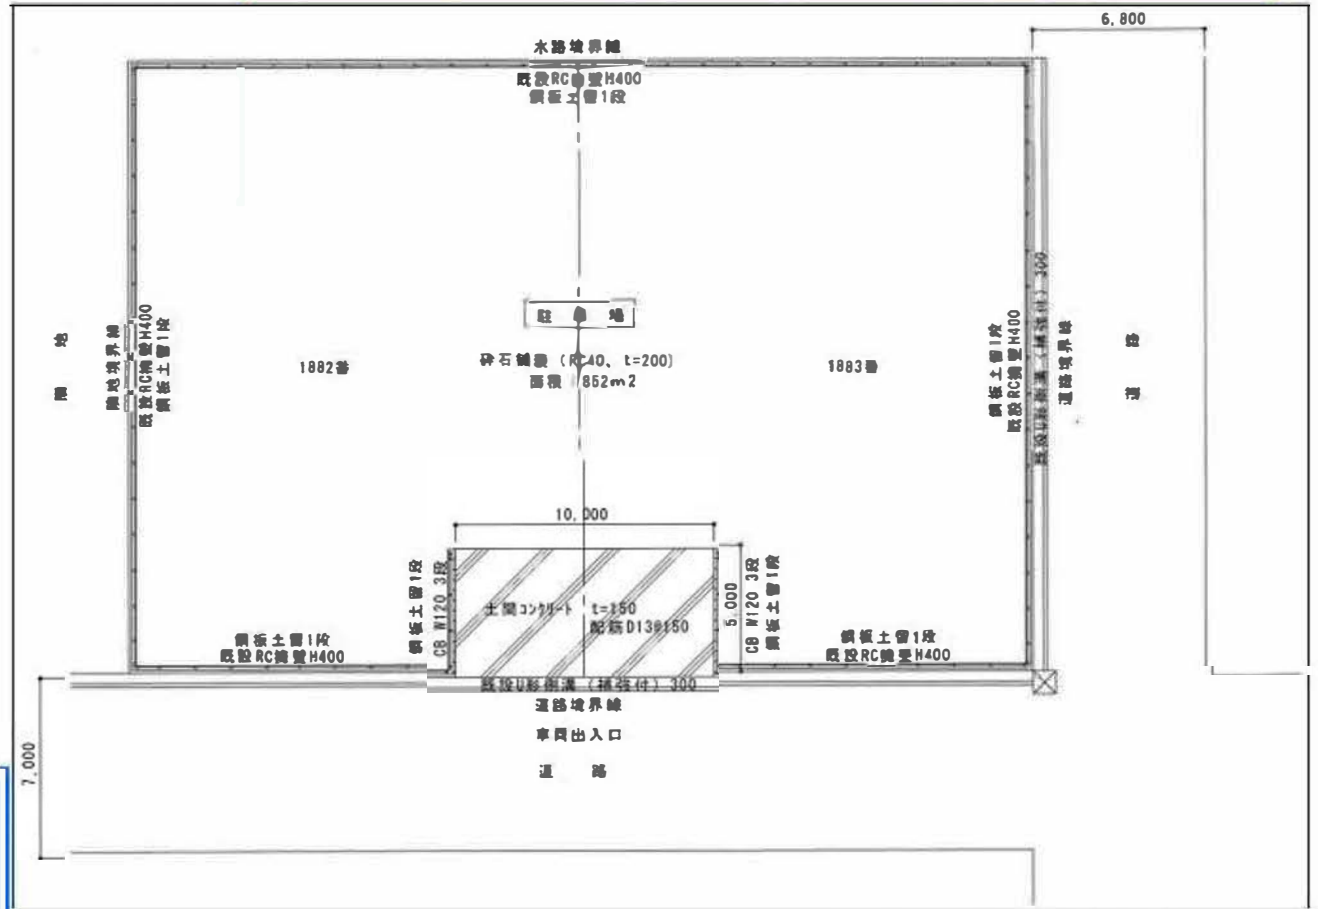 6,800
水路境界線
既設RC擁壁H400
鋼板土留1段
駐 車 場
砕石舗装 (RC40、t=200)
面積 852m2
1882番
1883番
隣 地
隣地境界線
既設RC擁壁H400
鋼板土留1段
鋼板土留1段
既設RC擁壁H400
既設U形側溝 (補強付) 300
道路境界線
道 路
10,000
鋼板土留1段
CB W120 3段
土間コンクリート t=150
配筋D13@150
5,000
CB W120 3段
鋼板土留1段
鋼板土留1段
既設RC擁壁H400
鋼板土留1段
既設RC擁壁H400
既設U形側溝 (補強付) 300
道路境界線
車両出入口
道 路
7,000